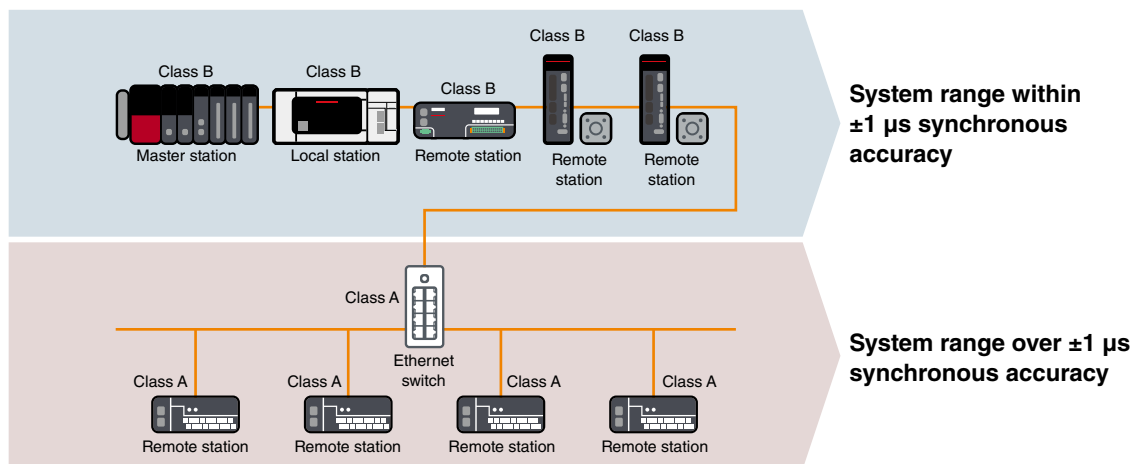 Class B
Class B
Class B
Class B
Class B
Master station
Local station
Remote station
Remote
station
Remote
station
System range within
±1 µs synchronous
accuracy
Class A
Ethernet
switch
Class A
Class A
Class A
Class A
Remote station
Remote station
Remote station
Remote station
System range over ±1 µs
synchronous accuracy